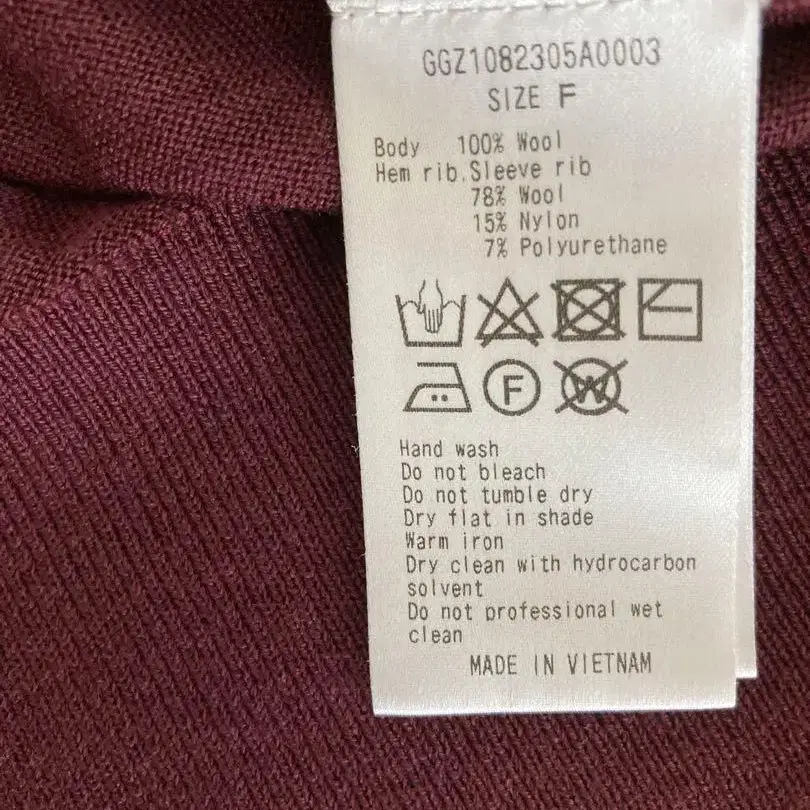 GGZ1082305A0003
SIZE F
Body 100% Wool
Hem rib.Sleeve rib
78% Wool
15% Nylon
7% Polyurethane
F
W
Hand wash
Do not bleach
Do not tumble dry
Dry flat in shade
Warm iron
Dry clean with hydrocarbon
solvent
Do not professional wet
clean
MADE IN VIETNAM